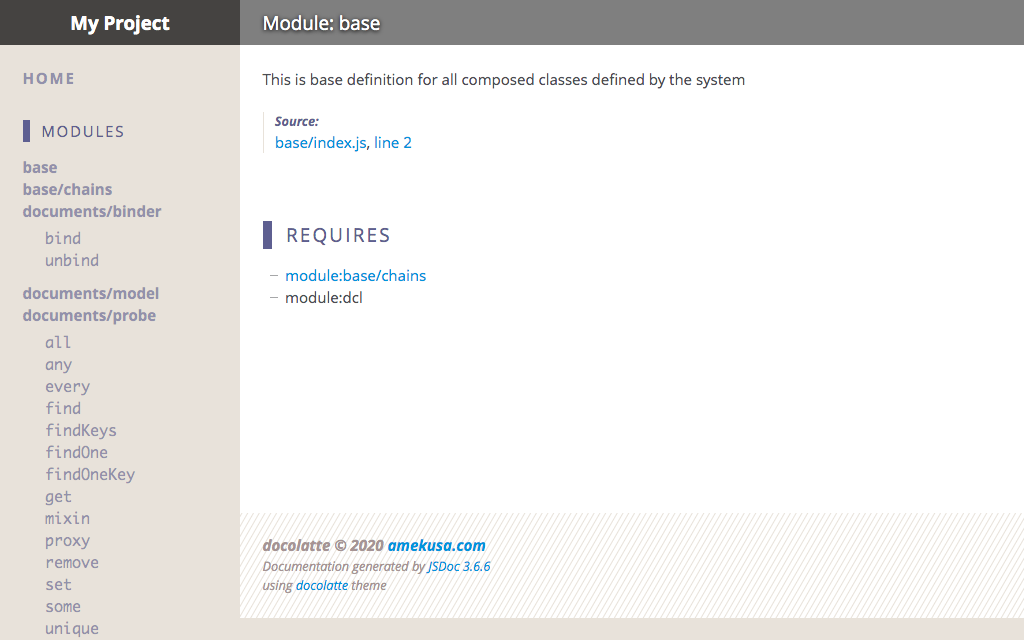 My Project
HOME
MODULES
base
base/chains
documents/binder
bind
unbind
documents/model
documents/probe
all
any
every
find
findKeys
findOne
findOneKey
get
mixin
proxy
remove
set
some
unique
Module: base
This is base definition for all composed classes defined by the system
Source:
base/index.js, line 2
REQUIRES
– module:base/chains
– module:dcl
docolatte © 2020 amekusa.com
Documentation generated by JSDoc 3.6.6
using docolatte theme